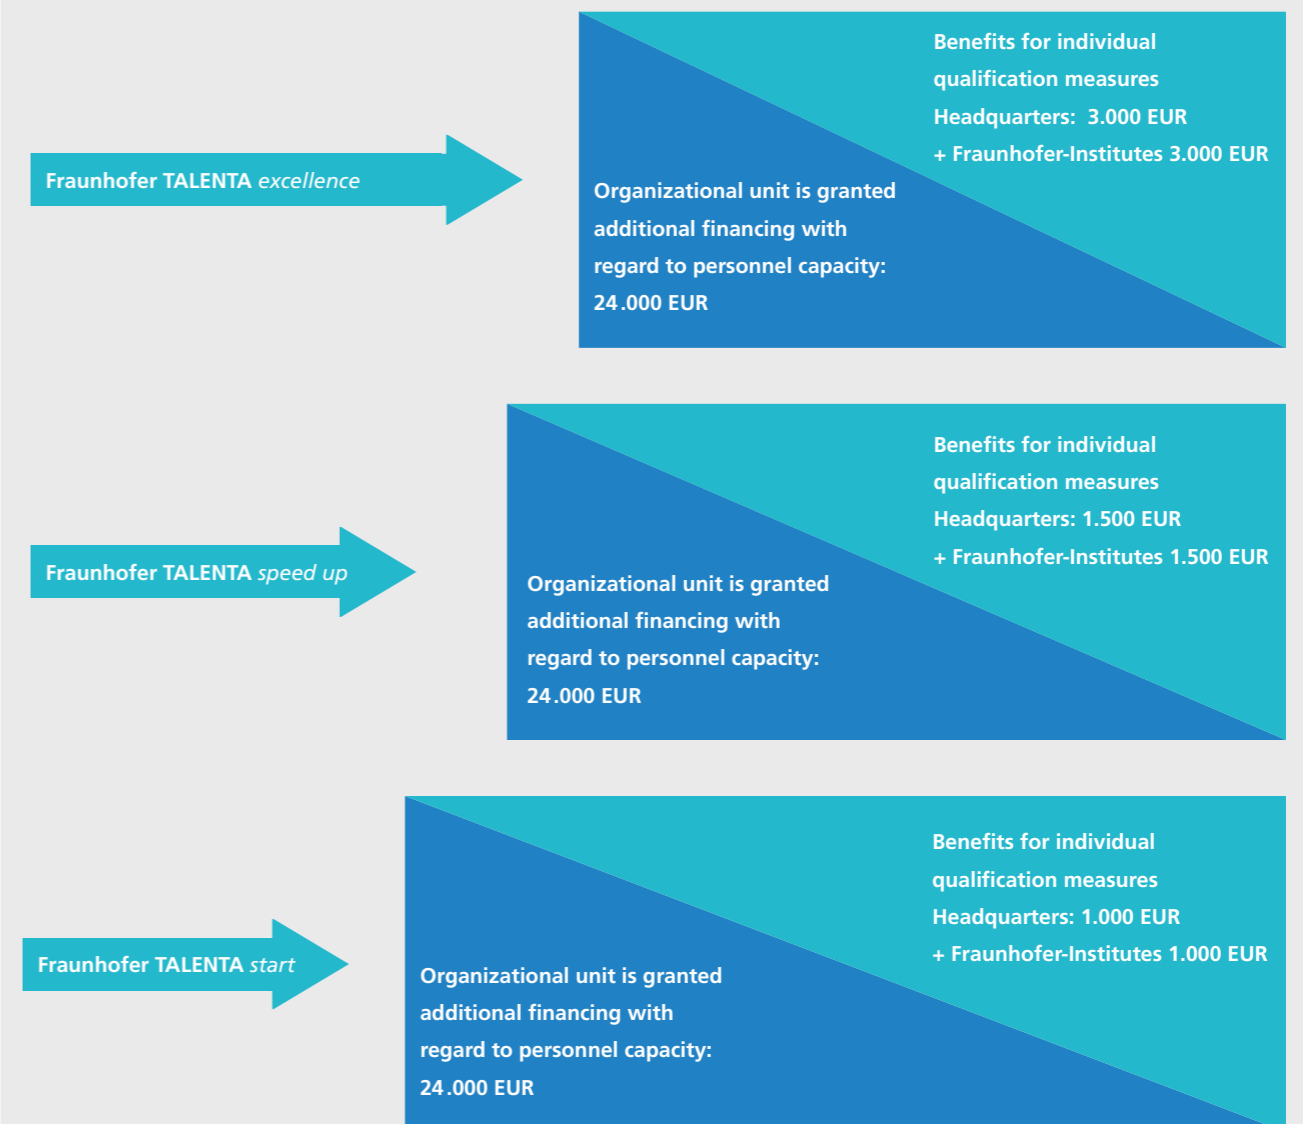 Fraunhofer TALENTA excellence
Organizational unit is granted
additional financing with
regard to personnel capacity:
24.000 EUR
Benefits for individual
qualification measures
Headquarters: 3.000 EUR
+ Fraunhofer-Institutes 3.000 EUR
Fraunhofer TALENTA speed up
Organizational unit is granted
additional financing with
regard to personnel capacity:
24.000 EUR
Benefits for individual
qualification measures
Headquarters: 1.500 EUR
+ Fraunhofer-Institutes 1.500 EUR
Fraunhofer TALENTA start
Organizational unit is granted
additional financing with
regard to personnel capacity:
24.000 EUR
Benefits for individual
qualification measures
Headquarters: 1.000 EUR
+ Fraunhofer-Institutes 1.000 EUR